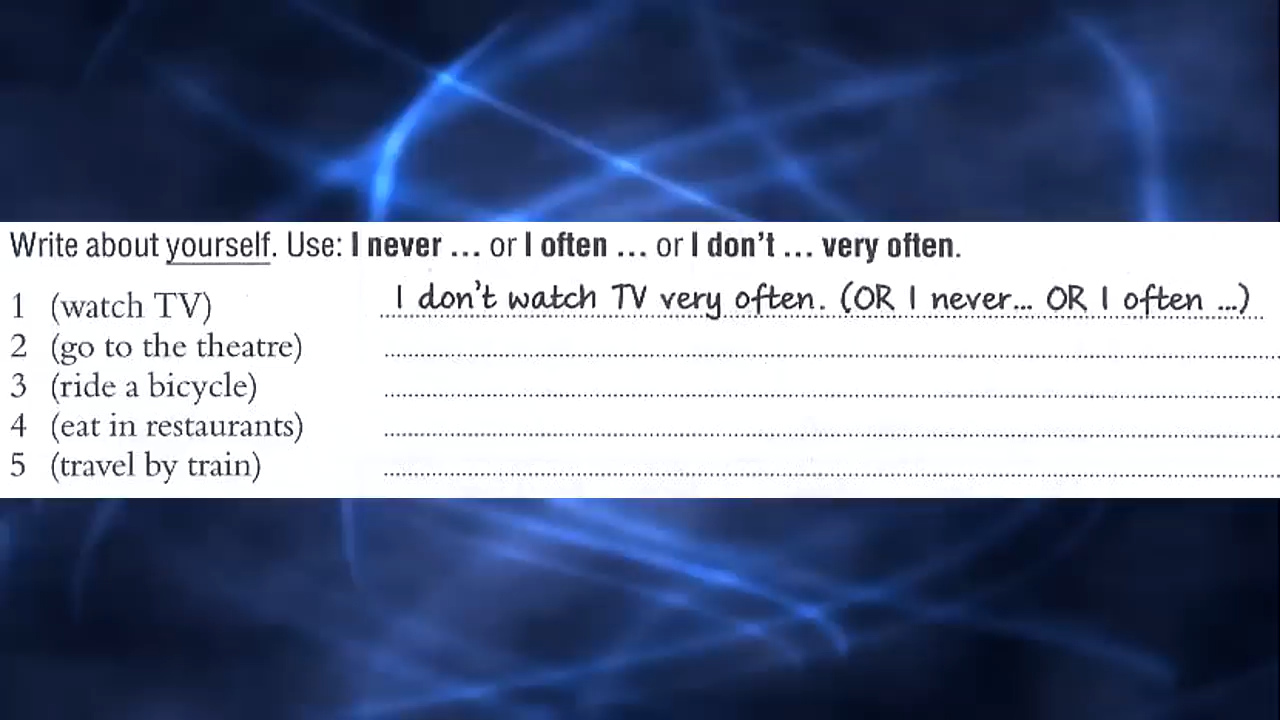 Write about yourself. Use: I never ... or I often ... or I don't ... very often.
1 (watch TV) I don't watch TV very often. (OR I never... OR I often ...)
2 (go to the theatre)
3 (ride a bicycle)
4 (eat in restaurants)
5 (travel by train)